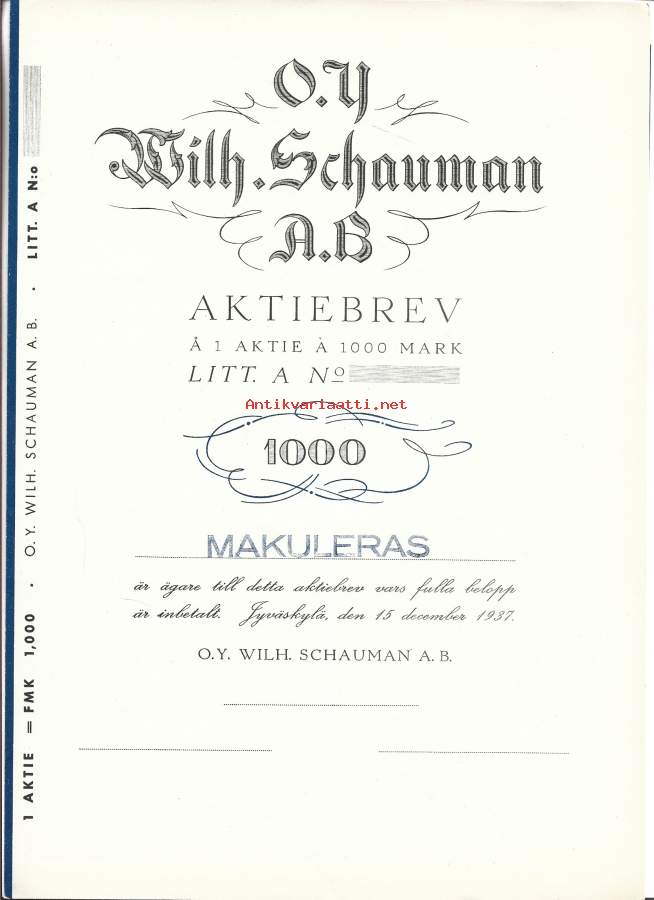 O.Y
Wilh. Schauman
A.B
AKTIEBREV
Å 1 AKTIE À 1000 MARK
LITT. A Nº
Antikvariaatti.net
1000
MAKULERAS
är ägare till detta aktiebrev vars fulla belopp
är inbetalt. Jyväskylä, den 15 december 1937.
O.Y. WILH. SCHAUMAN A.B.
1 AKTIE = FMK 1,000 · O.Y. WILH. SCHAUMAN A.B. · LITT. A N:o